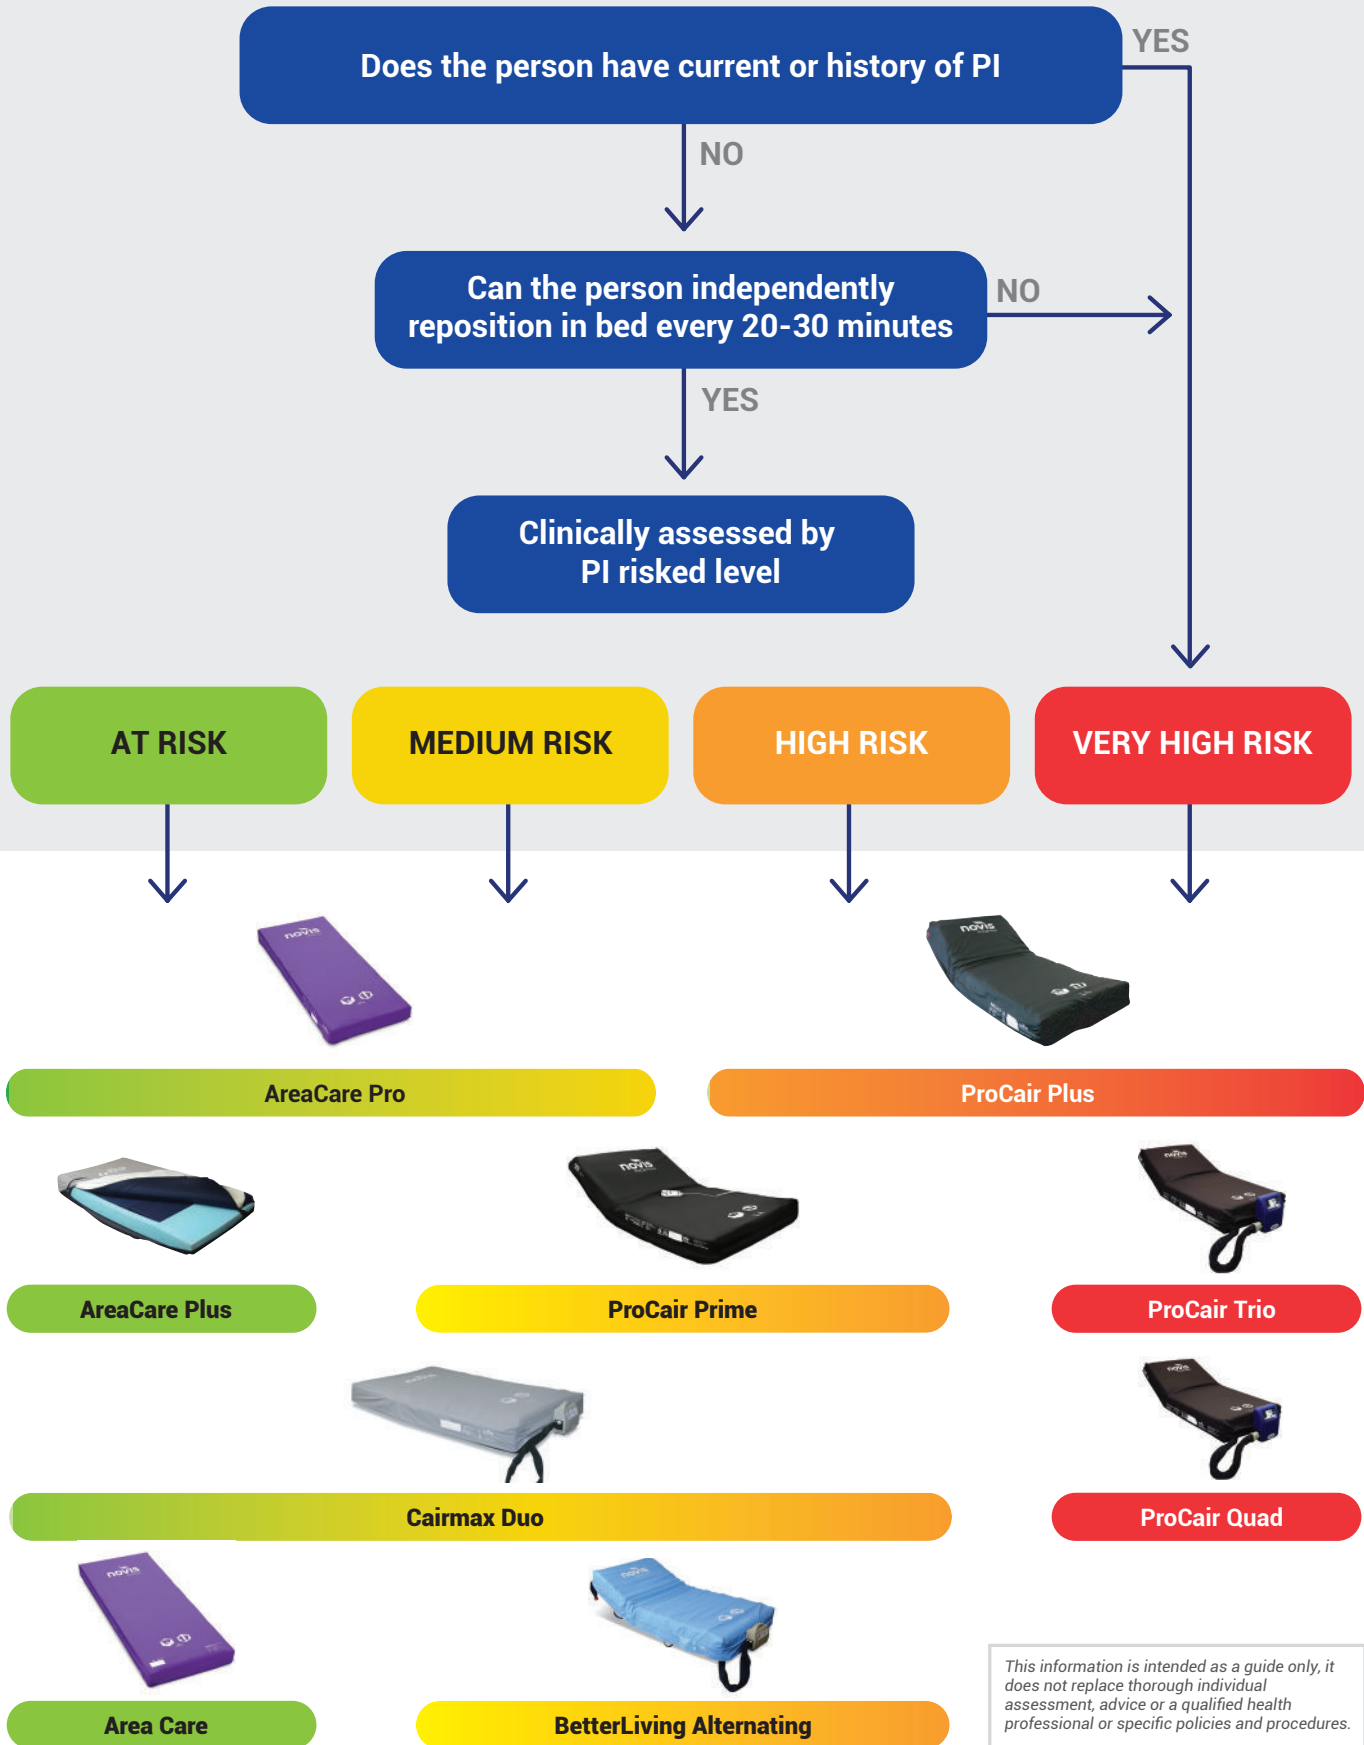 Does the person have current or history of PI
YES
NO
Can the person independently
reposition in bed every 20-30 minutes
NO
YES
Clinically assessed by
PI risked level
AT RISK
MEDIUM RISK
HIGH RISK
VERY HIGH RISK
novis
novis
AreaCare Pro
ProCair Plus
novis
novis
AreaCare Plus
ProCair Prime
ProCair Trio
novis
novis
Cairmax Duo
ProCair Quad
novis
novis
Area Care
BetterLiving Alternating
This information is intended as a guide only, it
does not replace thorough individual
assessment, advice or a qualified health
professional or specific policies and procedures.